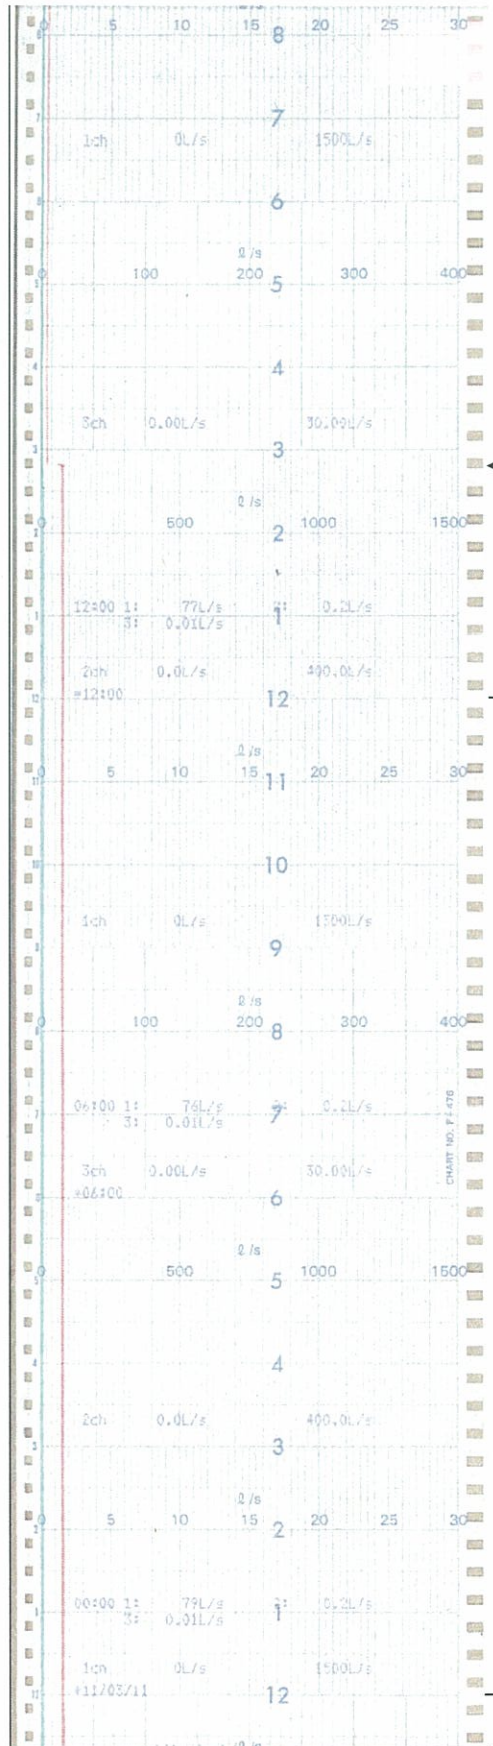 0 5 10 15 20 25 30
8
7
1ch 0L/s 1500L/s
6
ℓ/s
0 100 200 300 400
5
4
3ch 0.00L/s 30.00L/s
3
ℓ/s
0 500 1000 1500
2
12:00 1: 77L/s 0.2L/s
1
3: 0.01L/s
2ch 0.0L/s 400.0L/s
*12:00
12
ℓ/s
0 5 10 15 20 25 30
11
10
1ch 0L/s 1500L/s
9
ℓ/s
0 100 200 300 400
8
06:00 1: 76L/s 0.2L/s
7
3: 0.01L/s
CHART NO.
3ch 0.00L/s 30.00L/s
*06:00
6
ℓ/s
0 500 1000 1500
5
4
2ch 0.0L/s 400.0L/s
3
ℓ/s
0 5 10 15 20 25 30
2
00:00 1: 79L/s 0.2L/s
1
3: 0.01L/s
1ch 0L/s 1500L/s
*11/03/11
12